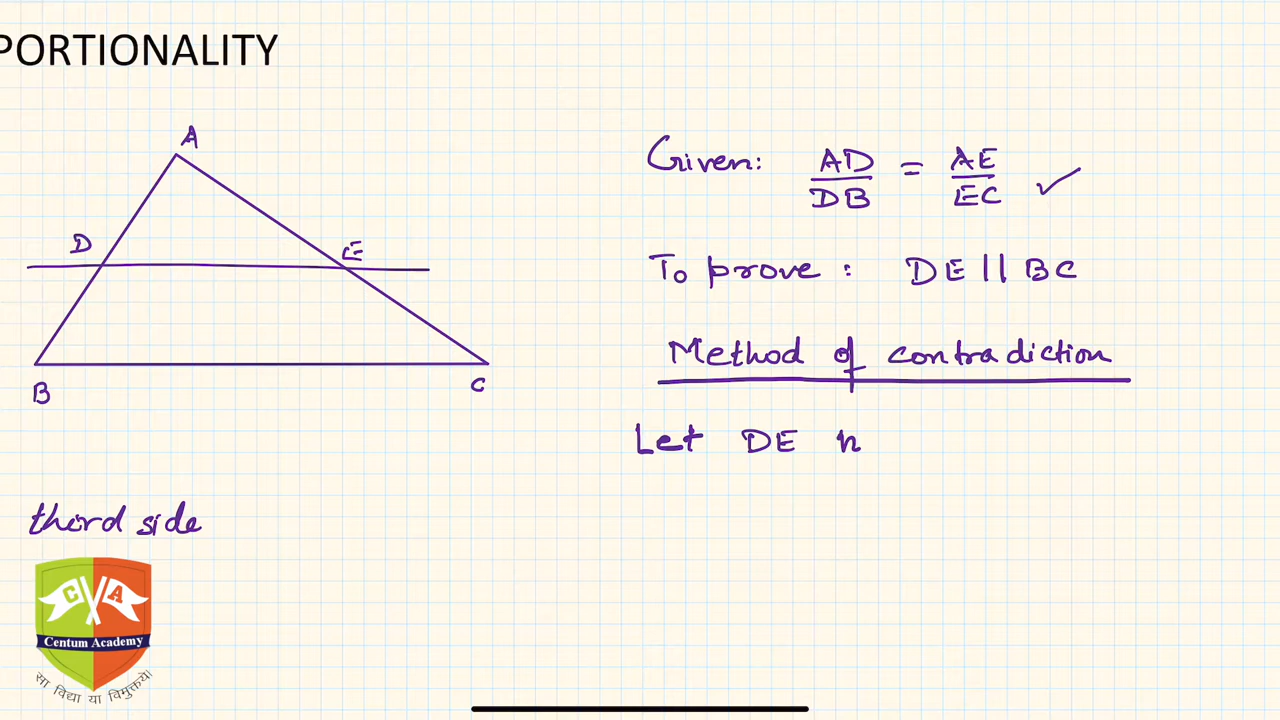 PORTIONALITY
A
D
E
B
C
third side
Given: AD/DB = AE/EC ✓
To prove : DE || BC
Method of contradiction
Let DE n
C A
Centum Academy
सा विद्या या विमुक्तये।